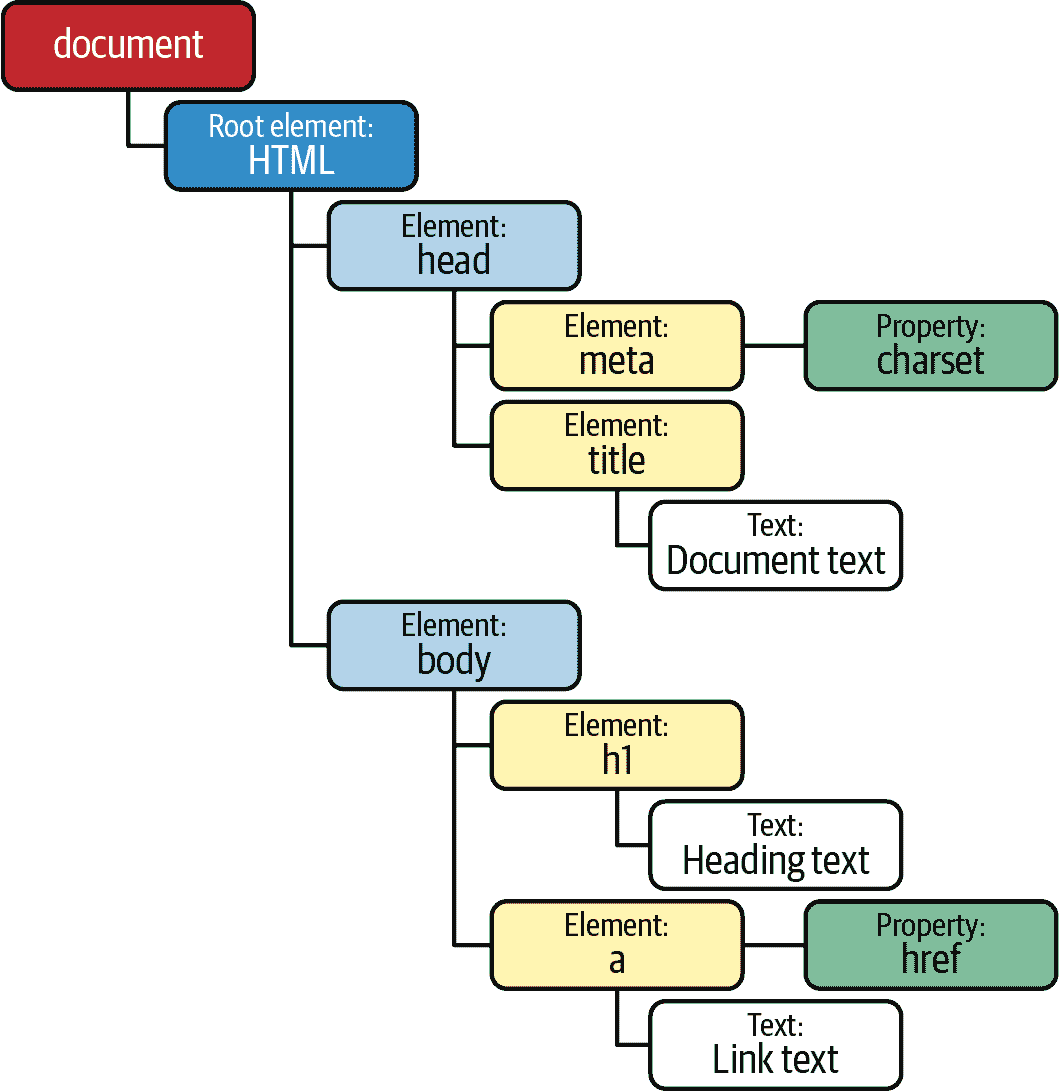 document
Root element:
HTML
Element:
head
Element:
meta
Property:
charset
Element:
title
Text:
Document text
Element:
body
Element:
h1
Text:
Heading text
Element:
a
Property:
href
Text:
Link text